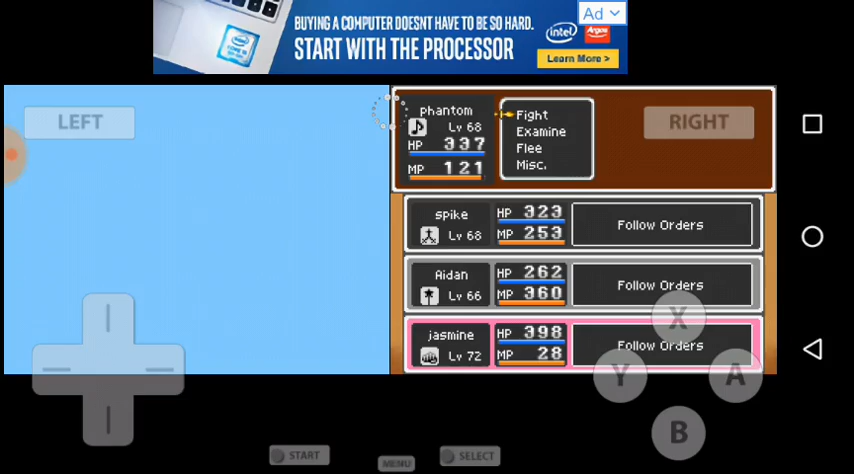 BUYING A COMPUTER DOESNT HAVE TO BE SO HARD.
START WITH THE PROCESSOR
Ad
intel
Argos
Learn More >
LEFT
RIGHT
phantom
Lv 68
HP 337
MP 121
Fight
Examine
Flee
Misc.
spike
Lv 68
HP 323
MP 253
Follow Orders
Aidan
Lv 66
HP 262
MP 360
Follow Orders
jasmine
Lv 72
HP 398
MP 28
Follow Orders
X
Y
A
B
START
MENU
SELECT